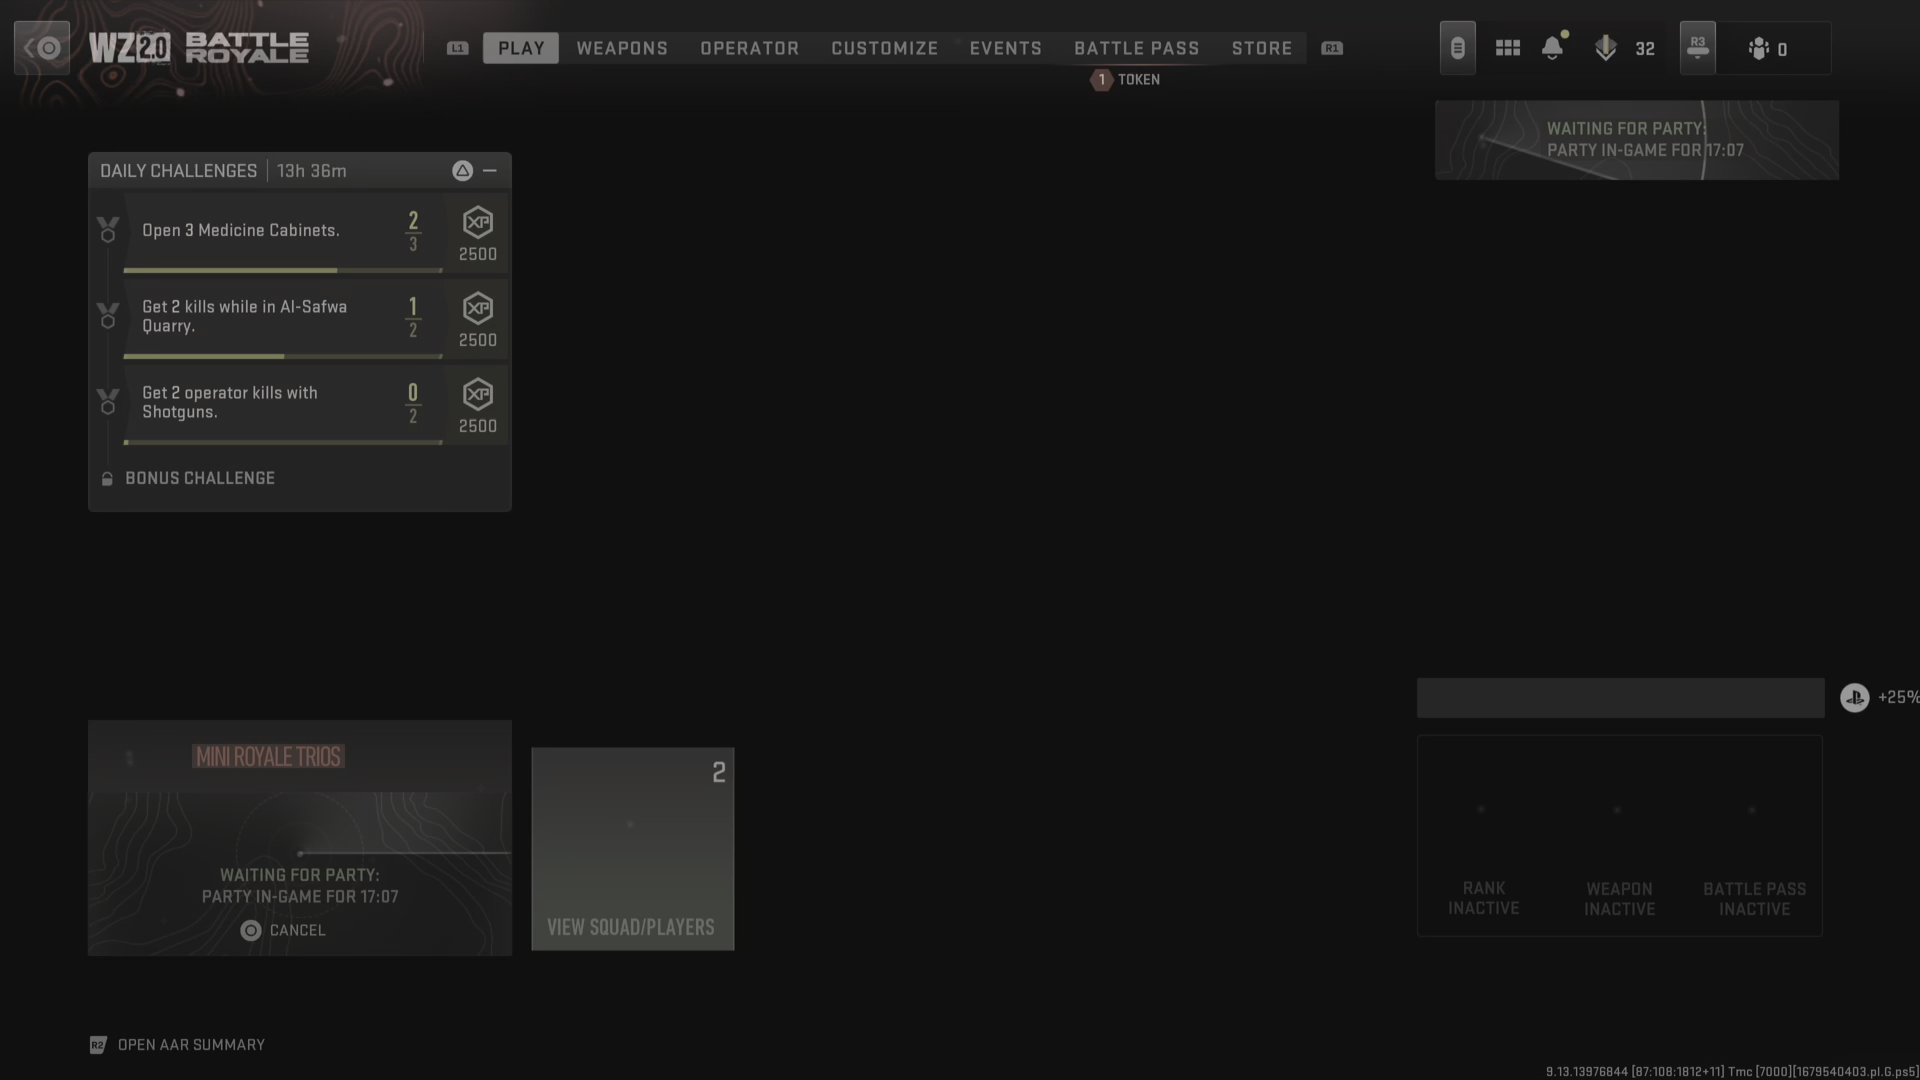 WZ2.0 BATTLE ROYALE
L1 PLAY WEAPONS OPERATOR CUSTOMIZE EVENTS BATTLE PASS STORE R1
1 TOKEN
32 R3 0
WAITING FOR PARTY:
PARTY IN-GAME FOR 17:07
DAILY CHALLENGES 13h 36m
Open 3 Medicine Cabinets.
2
3
XP
2500
Get 2 kills while in Al-Safwa
Quarry.
1
2
XP
2500
Get 2 operator kills with
Shotguns.
0
2
XP
2500
BONUS CHALLENGE
+25%
MINI ROYALE TRIOS
WAITING FOR PARTY:
PARTY IN-GAME FOR 17:07
CANCEL
2
VIEW SQUAD/PLAYERS
RANK
INACTIVE
WEAPON
INACTIVE
BATTLE PASS
INACTIVE
R2 OPEN AAR SUMMARY
9.13.13976844 [87:108:1812+11] Tmc [7000][1679540403.pl.G.ps5]